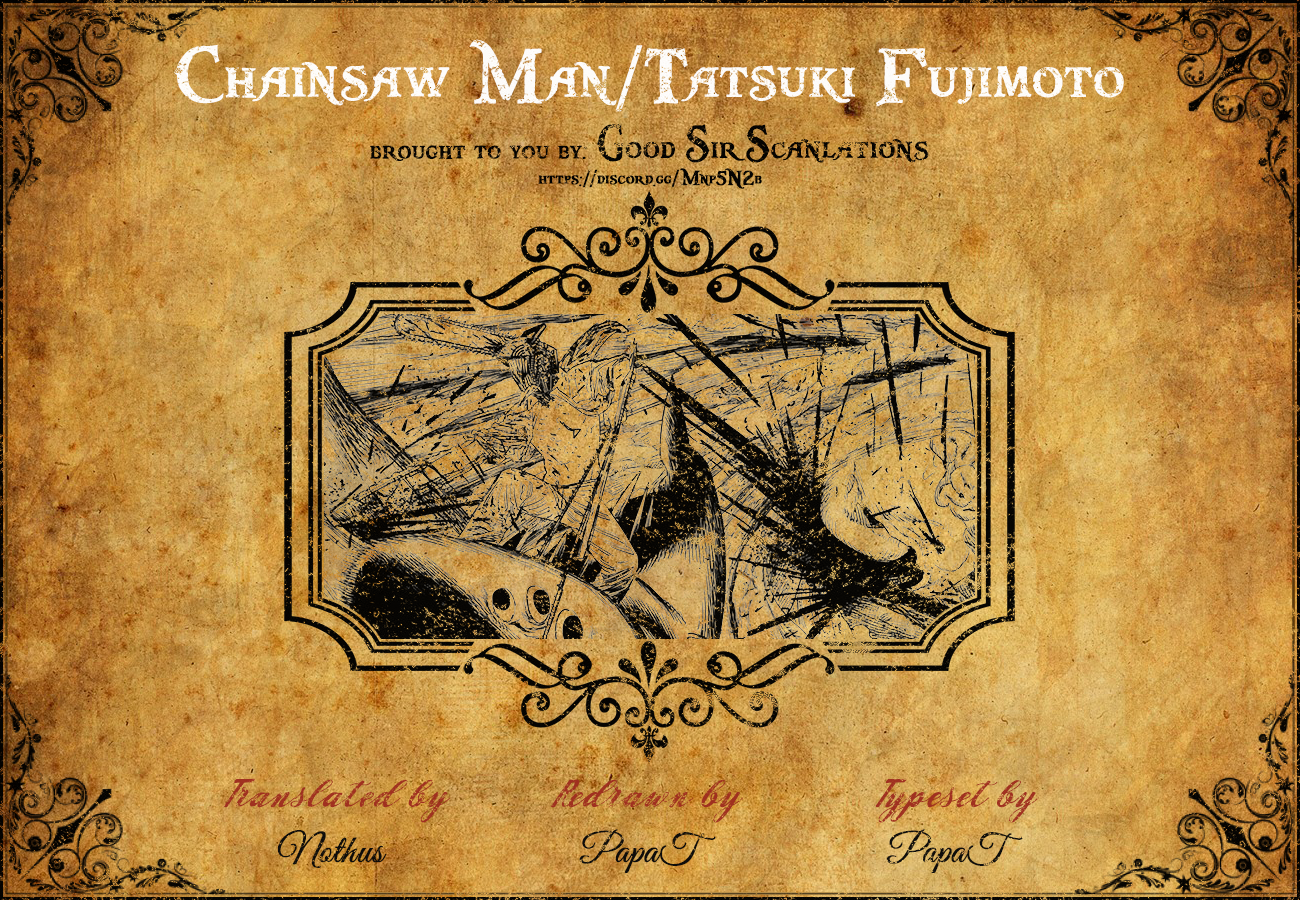 Chainsaw Man/Tatsuki Fujimoto
brought to you by: Good Sir Scanlations
https://discord.gg/Mnp5N2b
Translated by
Redrawn by
Typeset by
Nothus
PapaT
PapaT